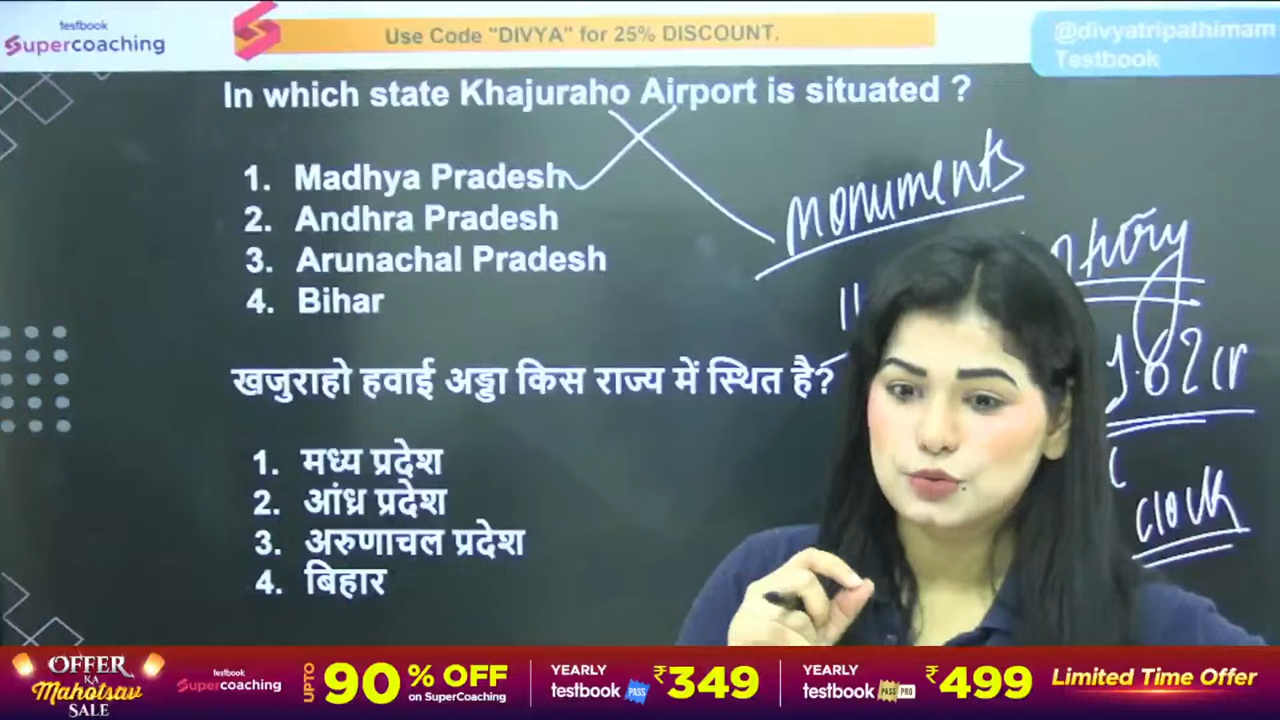 testbook
Supercoaching
Use Code "DIVYA" for 25% DISCOUNT.
@divyatripathimam
Testbook
In which state Khajuraho Airport is situated ?
1. Madhya Pradesh
2. Andhra Pradesh
3. Arunachal Pradesh
4. Bihar
monuments
1.82 cr
clock
खजुराहो हवाई अड्डा किस राज्य में स्थित है?
1. मध्य प्रदेश
2. आंध्र प्रदेश
3. अरुणाचल प्रदेश
4. बिहार
OFFER
KA
Mahotsav
SALE
testbook
Supercoaching
UPTO 90% OFF
on SuperCoaching
YEARLY
testbook PASS
₹349
YEARLY
testbook PASS PRO
₹499
Limited Time Offer